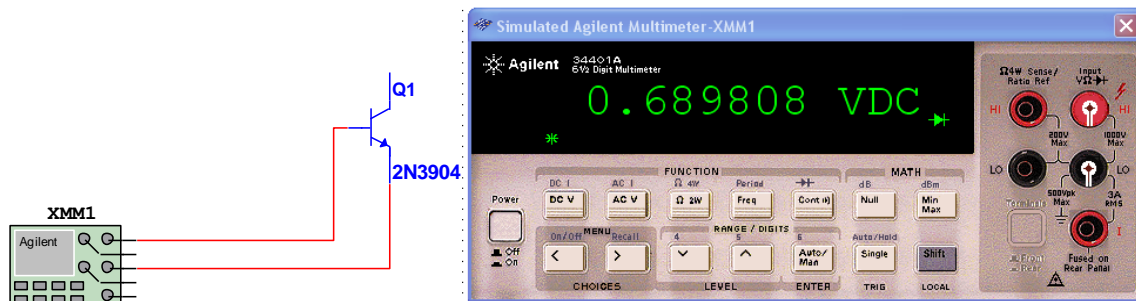 Q1
2N3904
XMM1
Agilent
Simulated Agilent Multimeter-XMM1
Agilent 34401A
6½ Digit Multimeter
0.689808 VDC
*
Power
Off
On
FUNCTION
DC I
AC I
Ω 4W
Period
DC V
AC V
Ω 2W
Freq
Cont
MATH
dB
dBm
Null
Min
Max
MENU
On/Off
Recall
<
>
CHOICES
RANGE / DIGITS
4
5
6
Auto/
Man
LEVEL
ENTER
Auto/Hold
Single
Shift
TRIG
LOCAL
Ω4W Sense/
Ratio Ref
Input
VΩ
HI
HI
200V
Max
1000V
Max
LO
LO
500Vpk
Max
3A
RMS
Terminals
I
Front
Rear
Fused on
Rear Panal